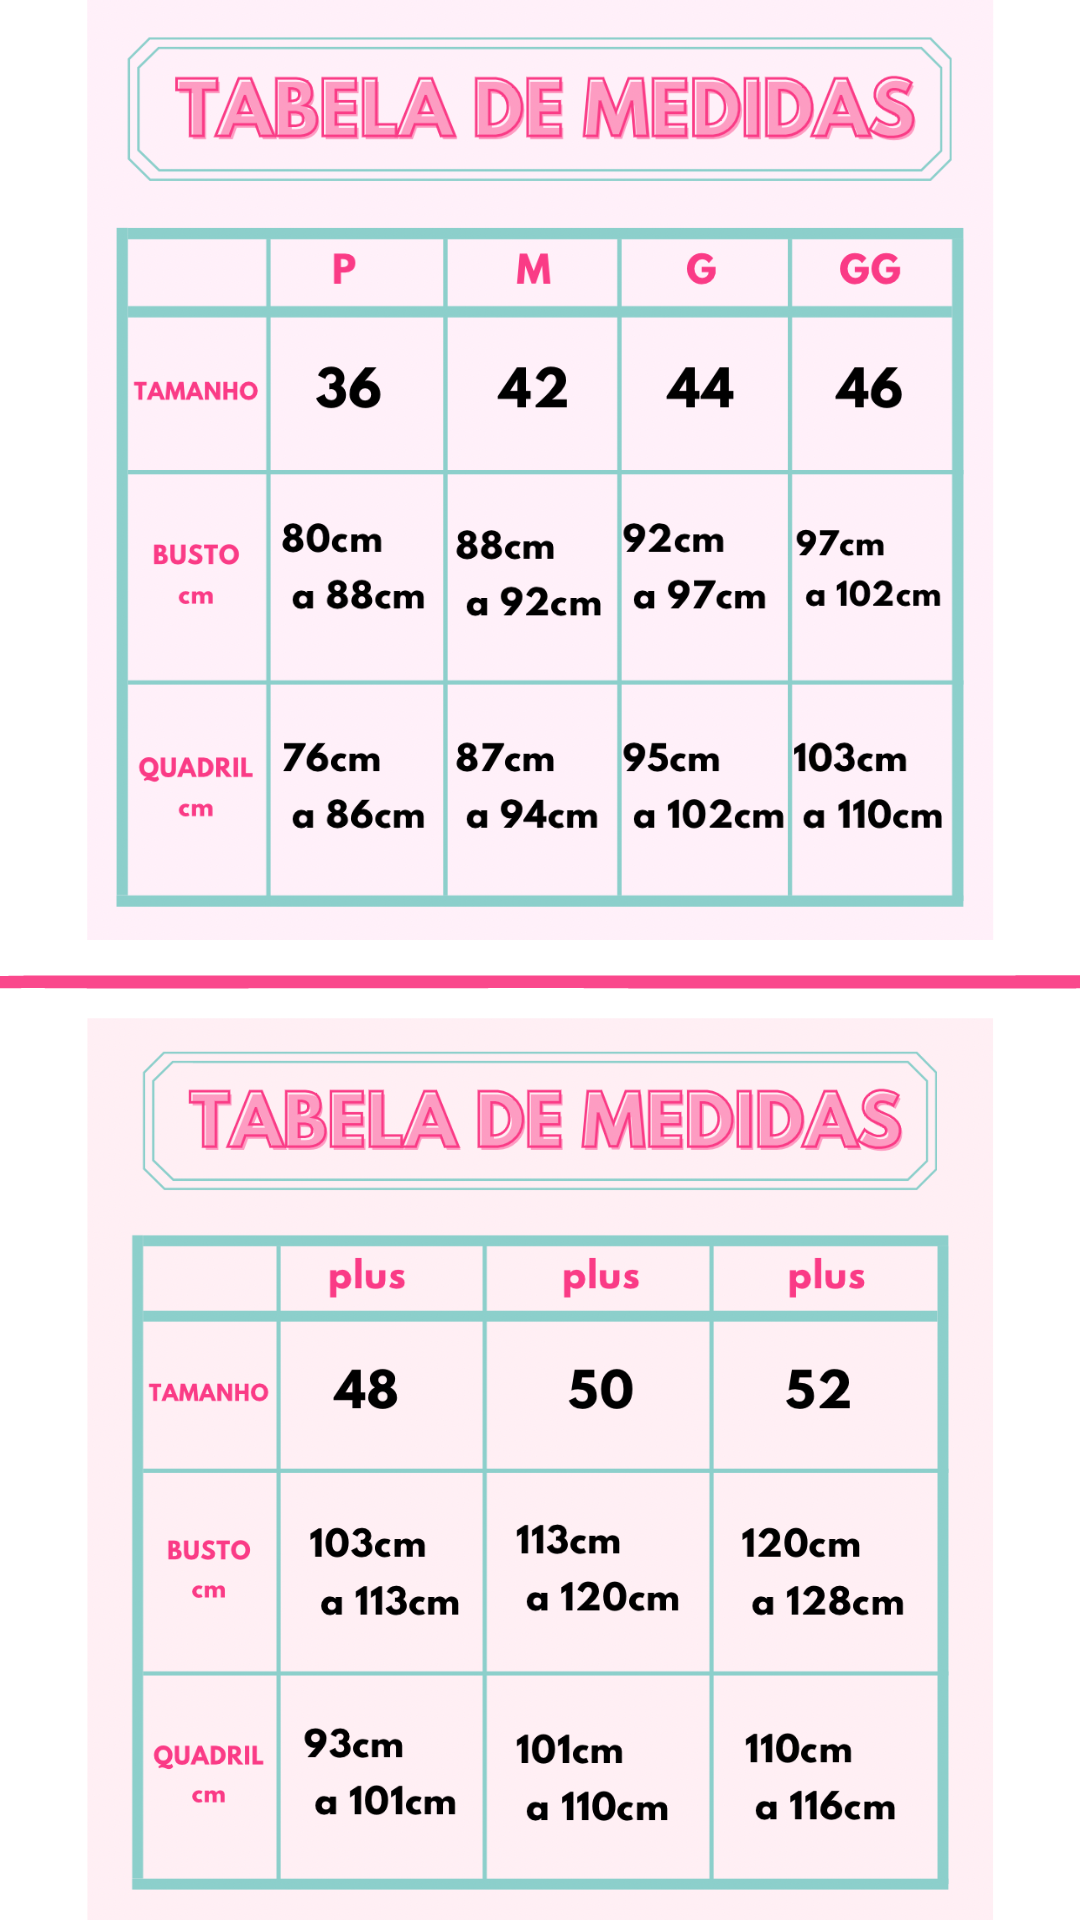 TABELA DE MEDIDAS
P M G GG
TAMANHO 36 42 44 46
BUSTO
cm
80cm
a 88cm
88cm
a 92cm
92cm
a 97cm
97cm
a 102cm
QUADRIL
cm
76cm
a 86cm
87cm
a 94cm
95cm
a 102cm
103cm
a 110cm
TABELA DE MEDIDAS
plus plus plus
TAMANHO 48 50 52
BUSTO
cm
103cm
a 113cm
113cm
a 120cm
120cm
a 128cm
QUADRIL
cm
93cm
a 101cm
101cm
a 110cm
110cm
a 116cm